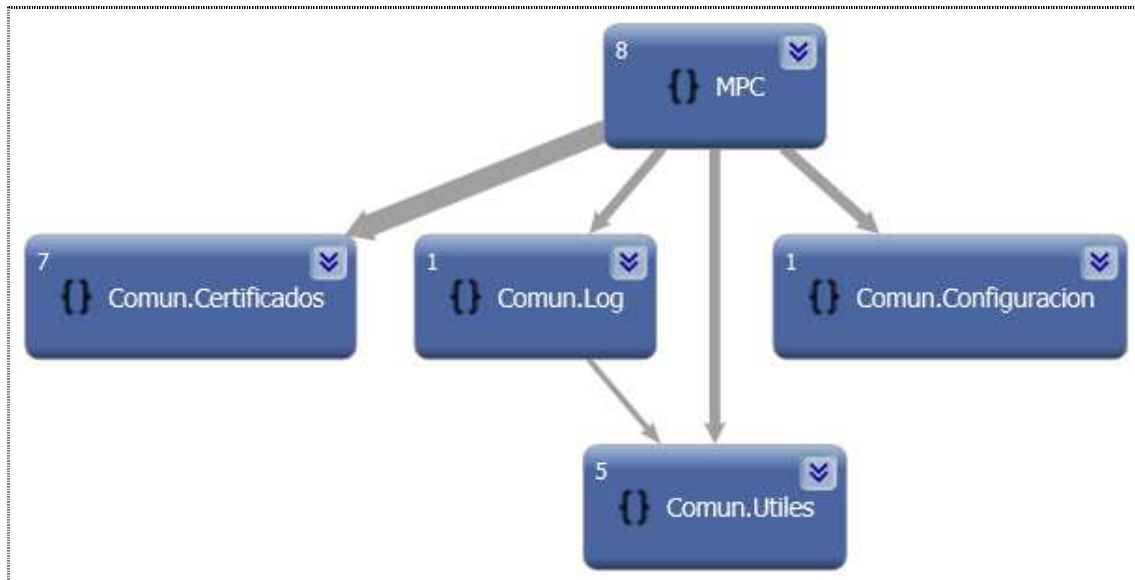 8
{} MPC
7
{} Comun.Certificados
1
{} Comun.Log
1
{} Comun.Configuracion
5
{} Comun.Utiles